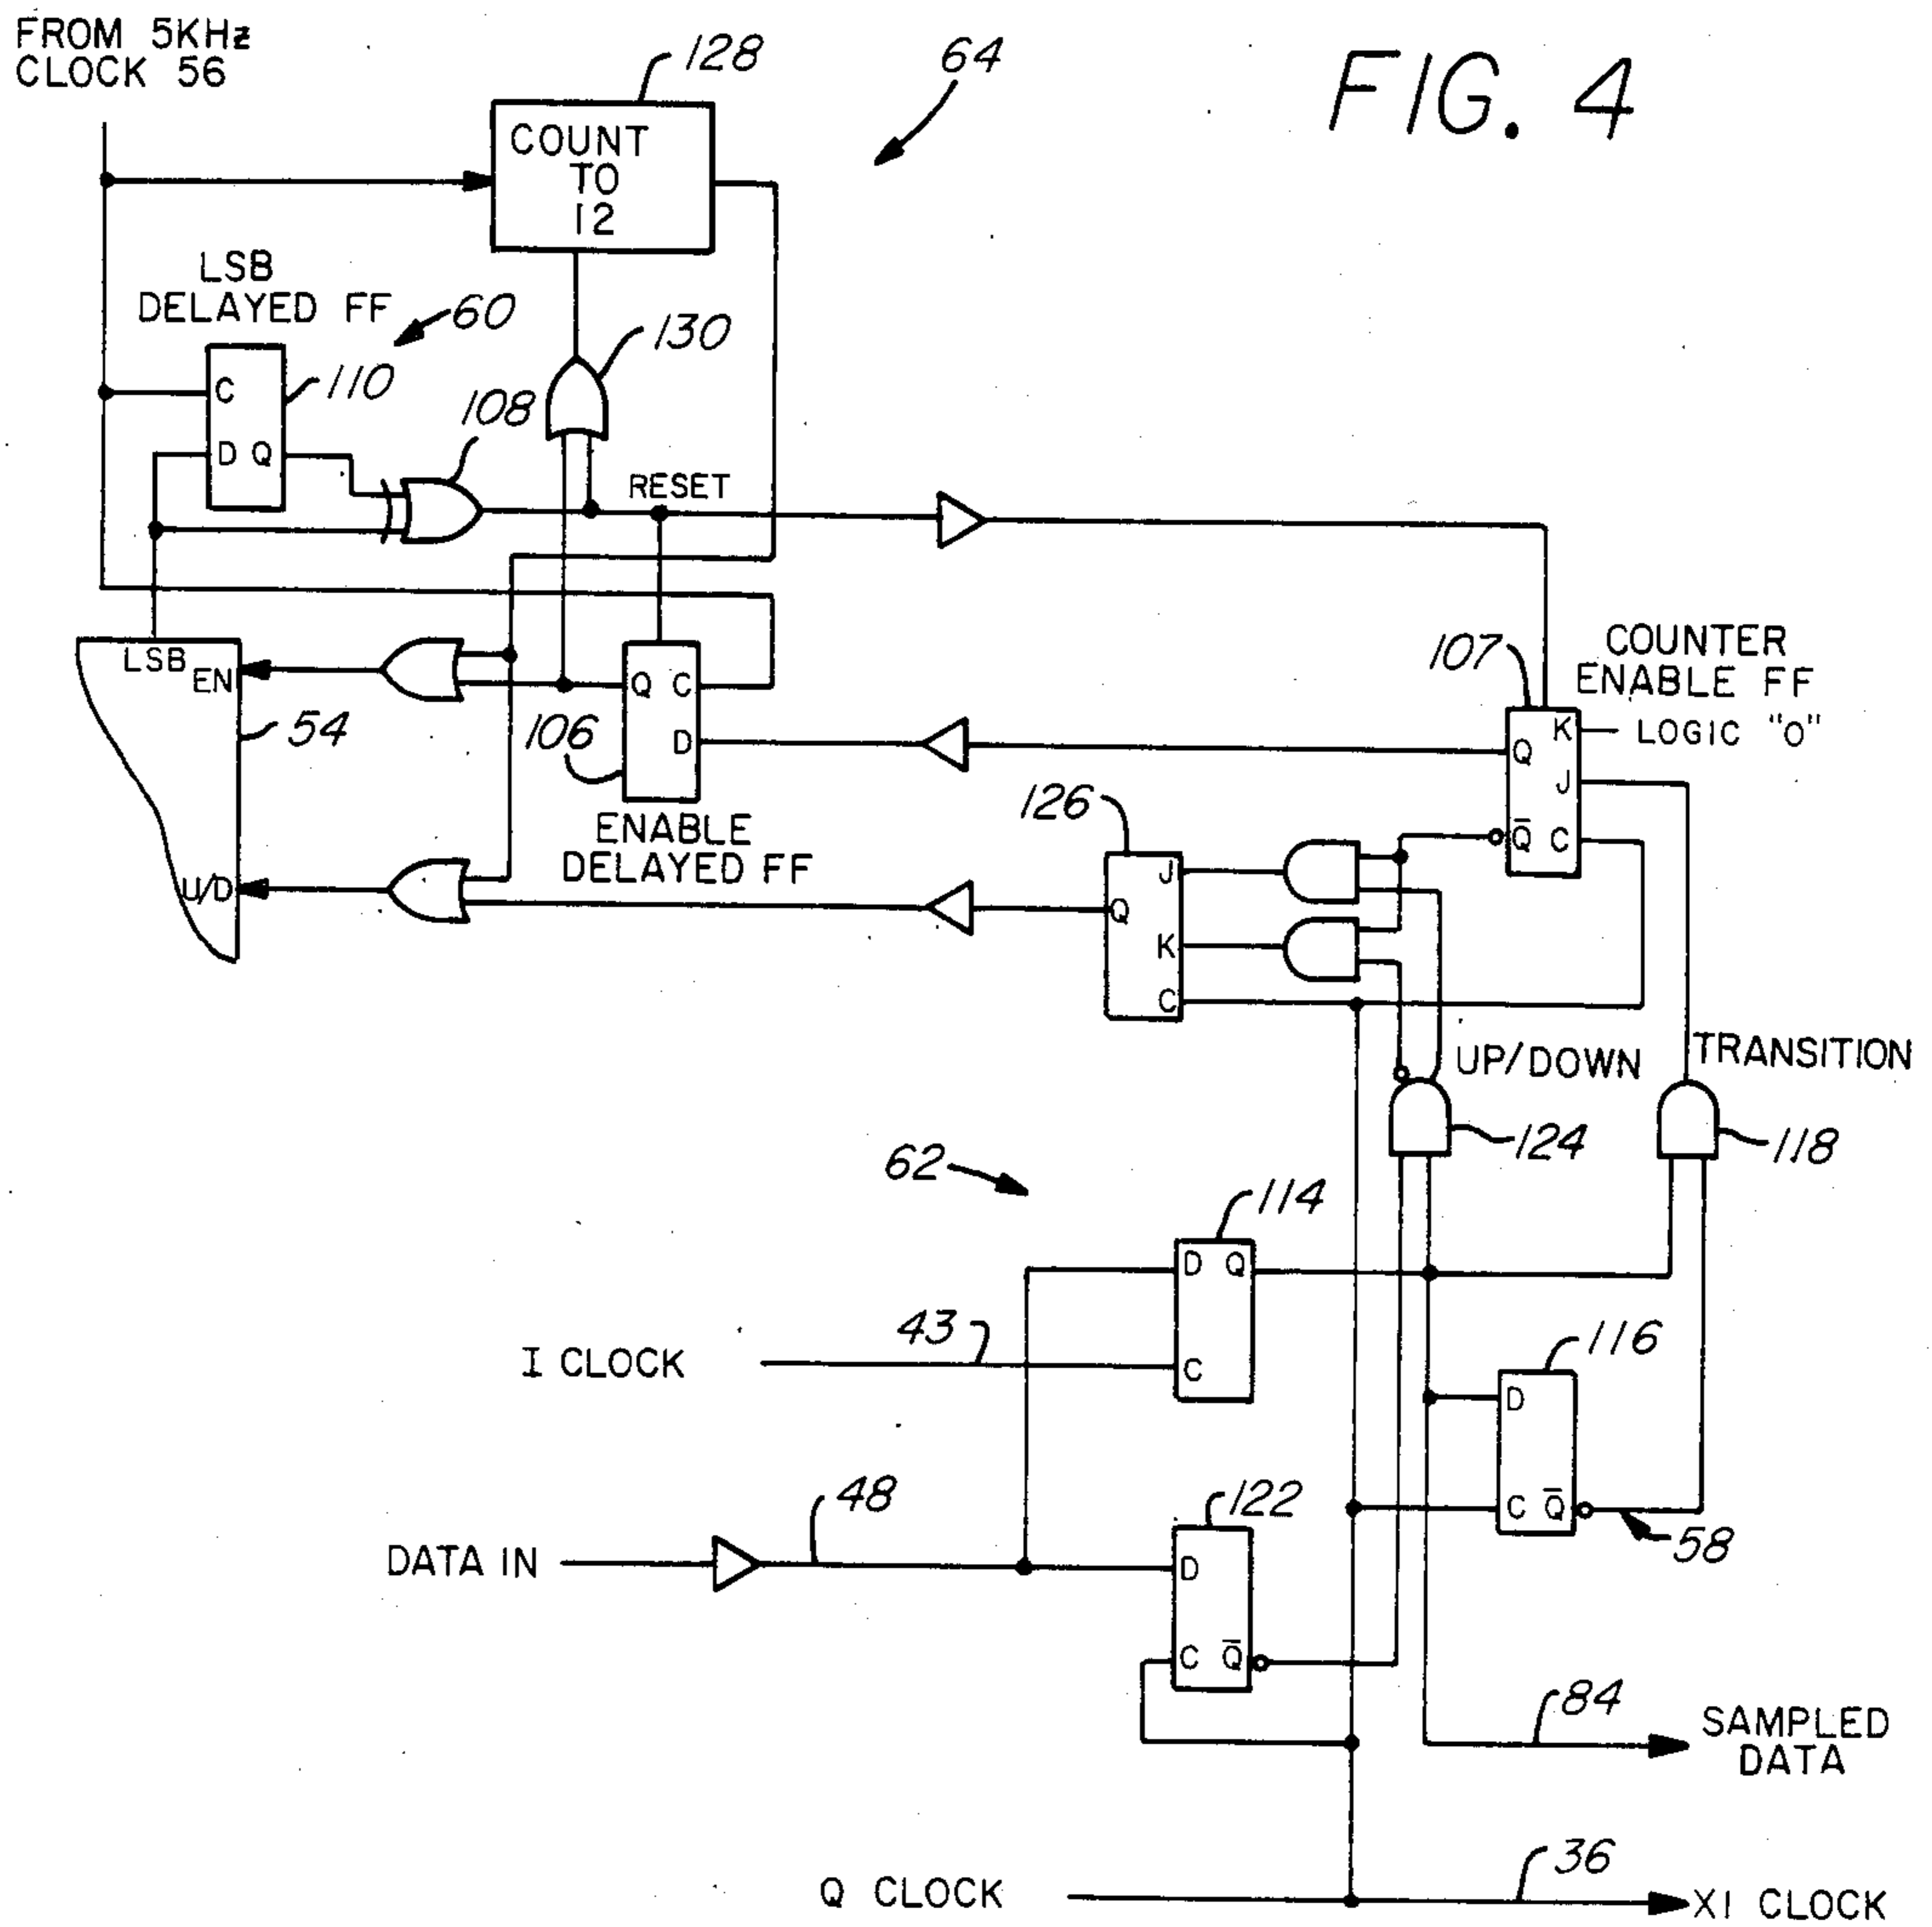 FROM 5KHz
CLOCK 56
128
64
FIG. 4
COUNT
TO
12
LSB
DELAYED FF
60
130
C
110
108
D Q
RESET
LSB
EN
54
Q C
106
D
107
COUNTER
ENABLE FF
K
LOGIC "0"
Q
J
126
Q̅ C
ENABLE
DELAYED FF
U/D
J
Q
K
C
UP/DOWN
TRANSITION
124
118
62
114
D Q
43
116
I CLOCK
C
D
48
122
C Q̅
58
DATA IN
D
C Q̅
84
SAMPLED
DATA
36
Q CLOCK
X1 CLOCK